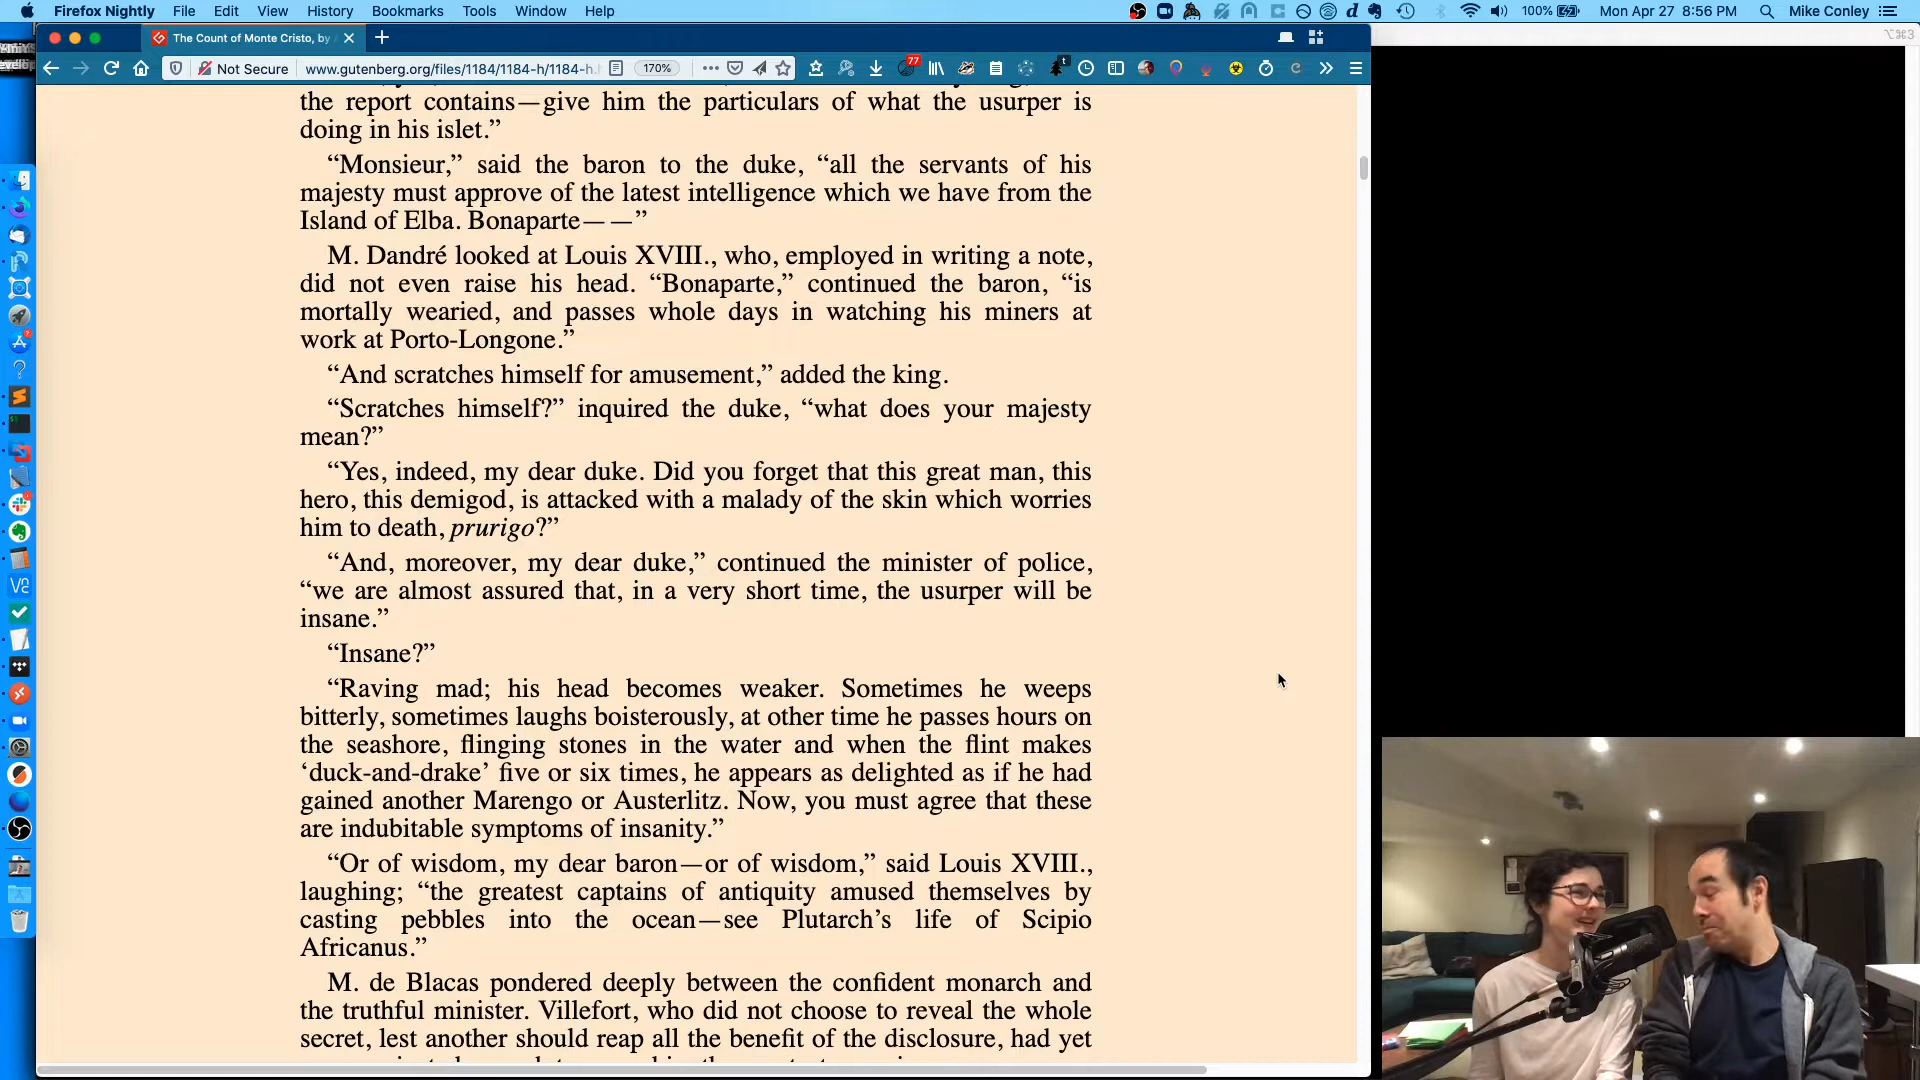 Firefox Nightly File Edit View History Bookmarks Tools Window Help 100% Mon Apr 27 8:56 PM Mike Conley
The Count of Monte Cristo, by
Not Secure www.gutenberg.org/files/1184/1184-h/1184-h. 170% 77
⌥⌘3
the report contains—give him the particulars of what the usurper is
doing in his islet.”
“Monsieur,” said the baron to the duke, “all the servants of his
majesty must approve of the latest intelligence which we have from the
Island of Elba. Bonaparte— —”
M. Dandré looked at Louis XVIII., who, employed in writing a note,
did not even raise his head. “Bonaparte,” continued the baron, “is
mortally wearied, and passes whole days in watching his miners at
work at Porto-Longone.”
“And scratches himself for amusement,” added the king.
“Scratches himself?” inquired the duke, “what does your majesty
mean?”
“Yes, indeed, my dear duke. Did you forget that this great man, this
hero, this demigod, is attacked with a malady of the skin which worries
him to death, prurigo?”
“And, moreover, my dear duke,” continued the minister of police,
“we are almost assured that, in a very short time, the usurper will be
insane.”
“Insane?”
“Raving mad; his head becomes weaker. Sometimes he weeps
bitterly, sometimes laughs boisterously, at other time he passes hours on
the seashore, flinging stones in the water and when the flint makes
‘duck-and-drake’ five or six times, he appears as delighted as if he had
gained another Marengo or Austerlitz. Now, you must agree that these
are indubitable symptoms of insanity.”
“Or of wisdom, my dear baron—or of wisdom,” said Louis XVIII.,
laughing; “the greatest captains of antiquity amused themselves by
casting pebbles into the ocean—see Plutarch’s life of Scipio
Africanus.”
M. de Blacas pondered deeply between the confident monarch and
the truthful minister. Villefort, who did not choose to reveal the whole
secret, lest another should reap all the benefit of the disclosure, had yet